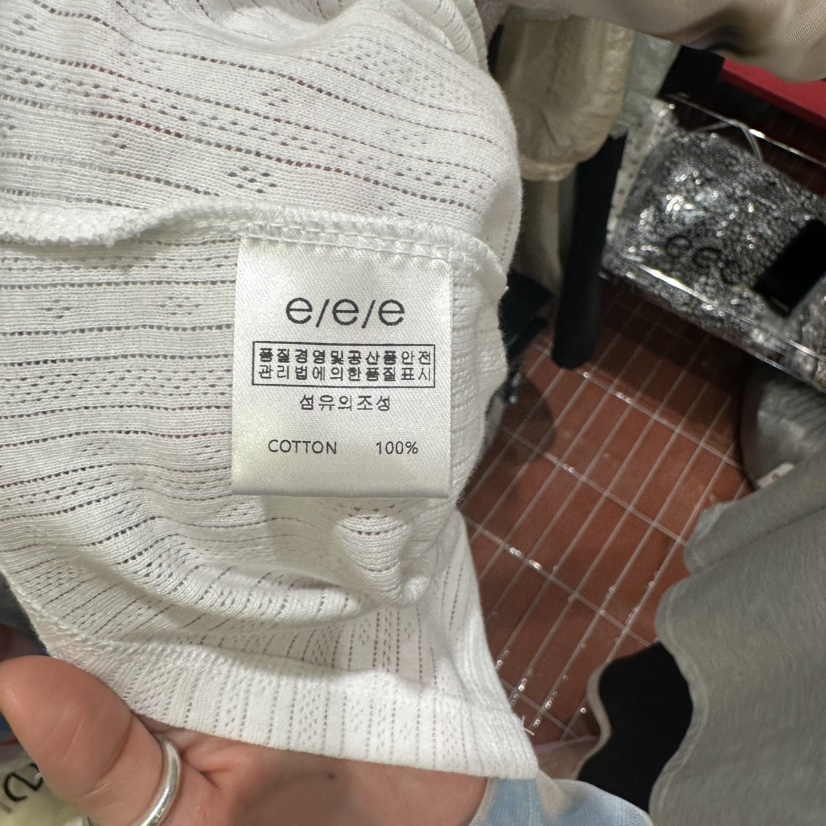 e/e/e
품질경영및공산품안전
관리법에의한품질표시
섬유의조성
COTTON 100%